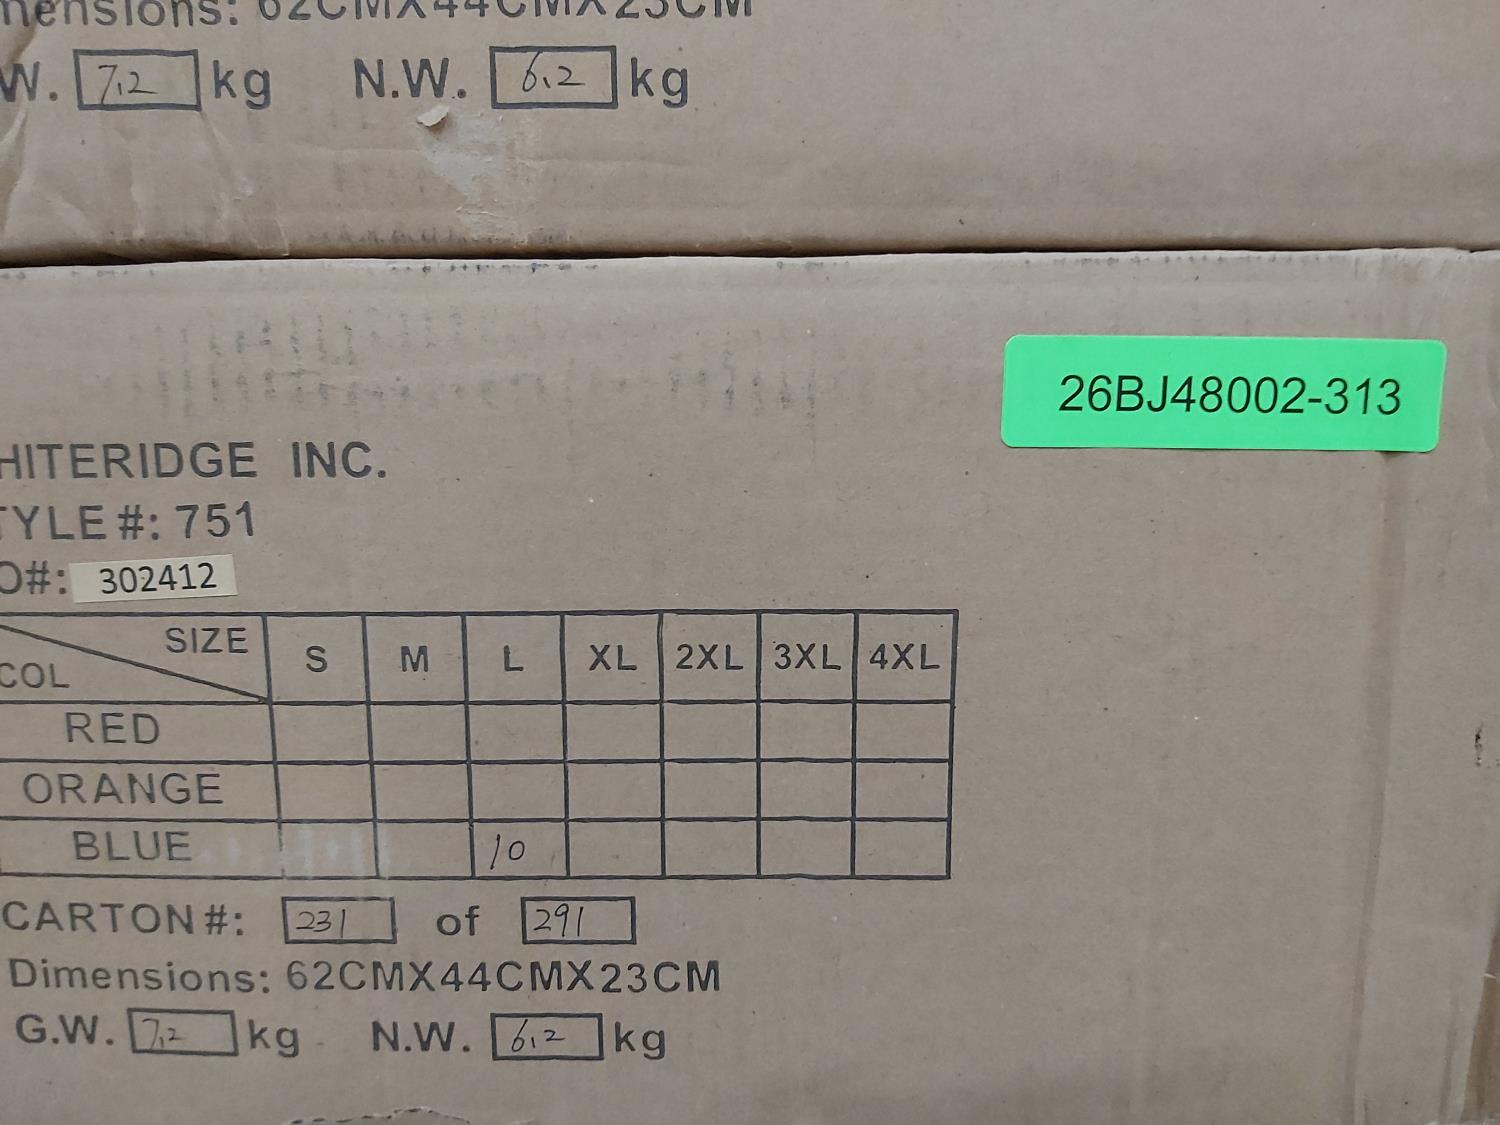 mensions: 62CMX44CMX23CM
W. 7.2 kg N.W. 6.2 kg
26BJ48002-313
HITERIDGE INC.
TYLE#: 751
O#: 302412
SIZE
COL
S M L XL 2XL 3XL 4XL
RED
ORANGE
BLUE 10
CARTON#: 231 of 291
Dimensions: 62CMX44CMX23CM
G.W. 7.2 kg N.W. 6.2 kg